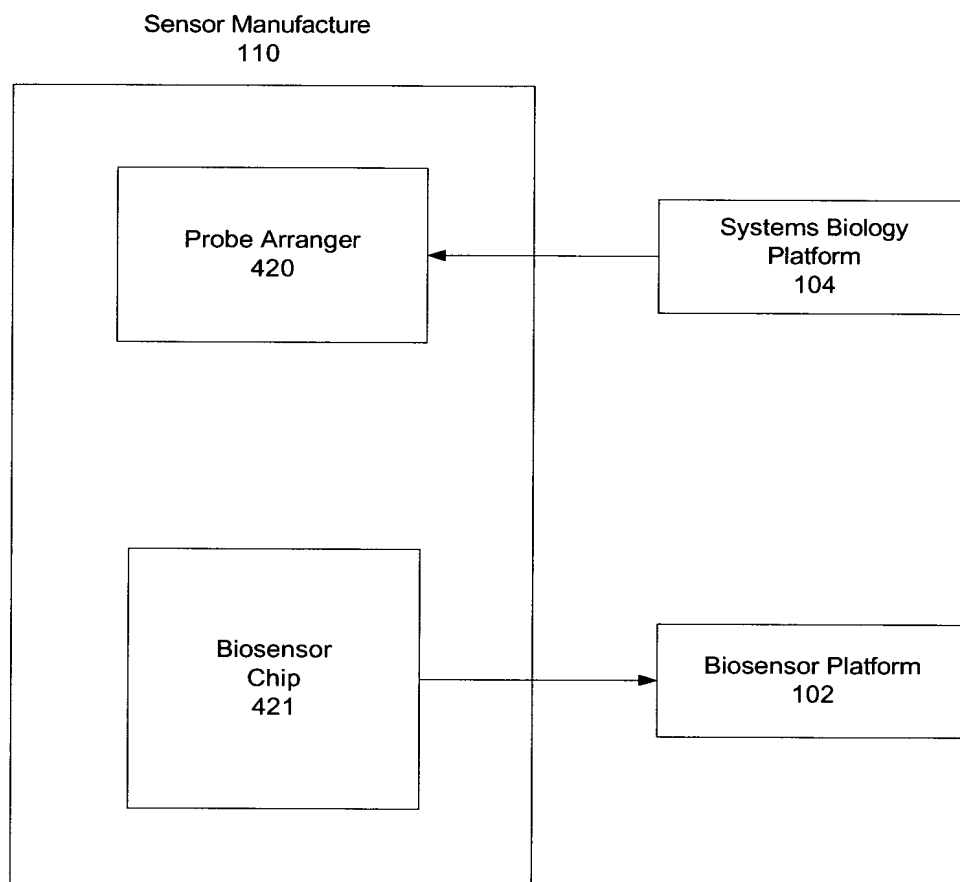 Sensor Manufacture
110
Probe Arranger
420
Systems Biology
Platform
104
Biosensor
Chip
421
Biosensor Platform
102